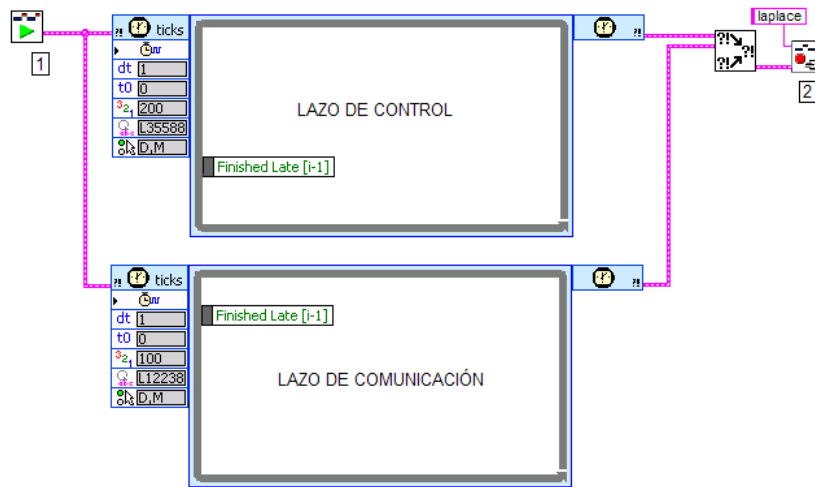 laplace
?! ticks ?!
1
dt 1
t0 0
200
L35588
D,M
LAZO DE CONTROL
Finished Late [i-1]
?! ?! ?!
2
?! ticks ?!
dt 1
t0 0
100
L12238
D,M
Finished Late [i-1]
LAZO DE COMUNICACIÓN